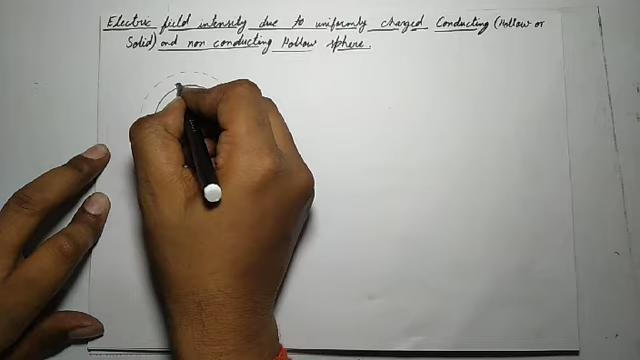 Electric field intensity due to uniformly charged Conducting (Hollow or
Solid) and non conducting Hollow sphere.